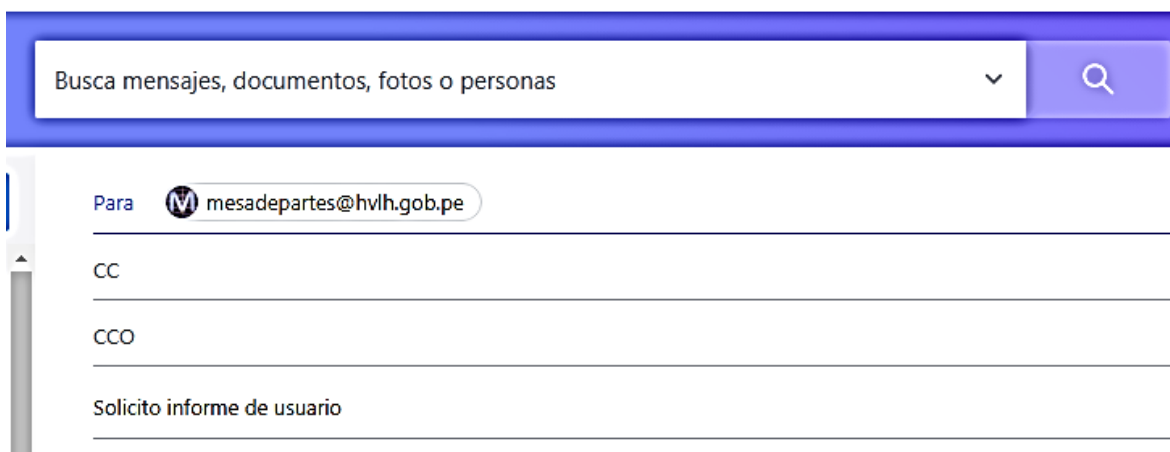 Busca mensajes, documentos, fotos o personas
Para mesadepartes@hvlh.gob.pe
CC
CCO
Solicito informe de usuario